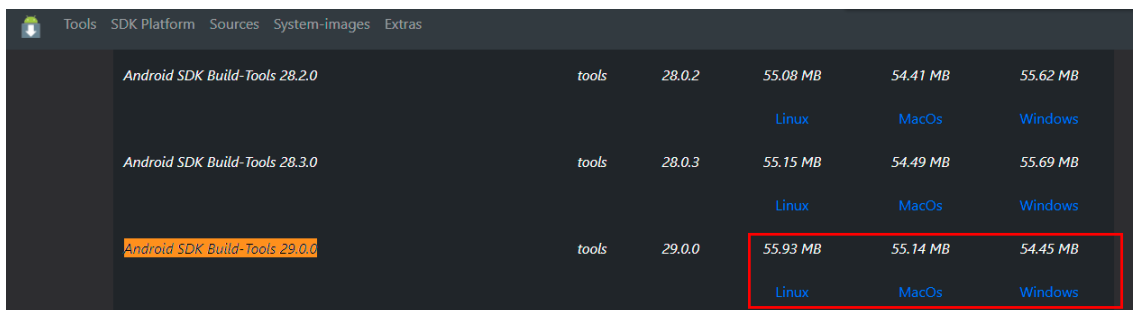 Tools SDK Platform Sources System-images Extras
Android SDK Build-Tools 28.2.0 tools 28.0.2 55.08 MB 54.41 MB 55.62 MB
Linux MacOs Windows
Android SDK Build-Tools 28.3.0 tools 28.0.3 55.15 MB 54.49 MB 55.69 MB
Linux MacOs Windows
Android SDK Build-Tools 29.0.0 tools 29.0.0 55.93 MB 55.14 MB 54.45 MB
Linux MacOs Windows